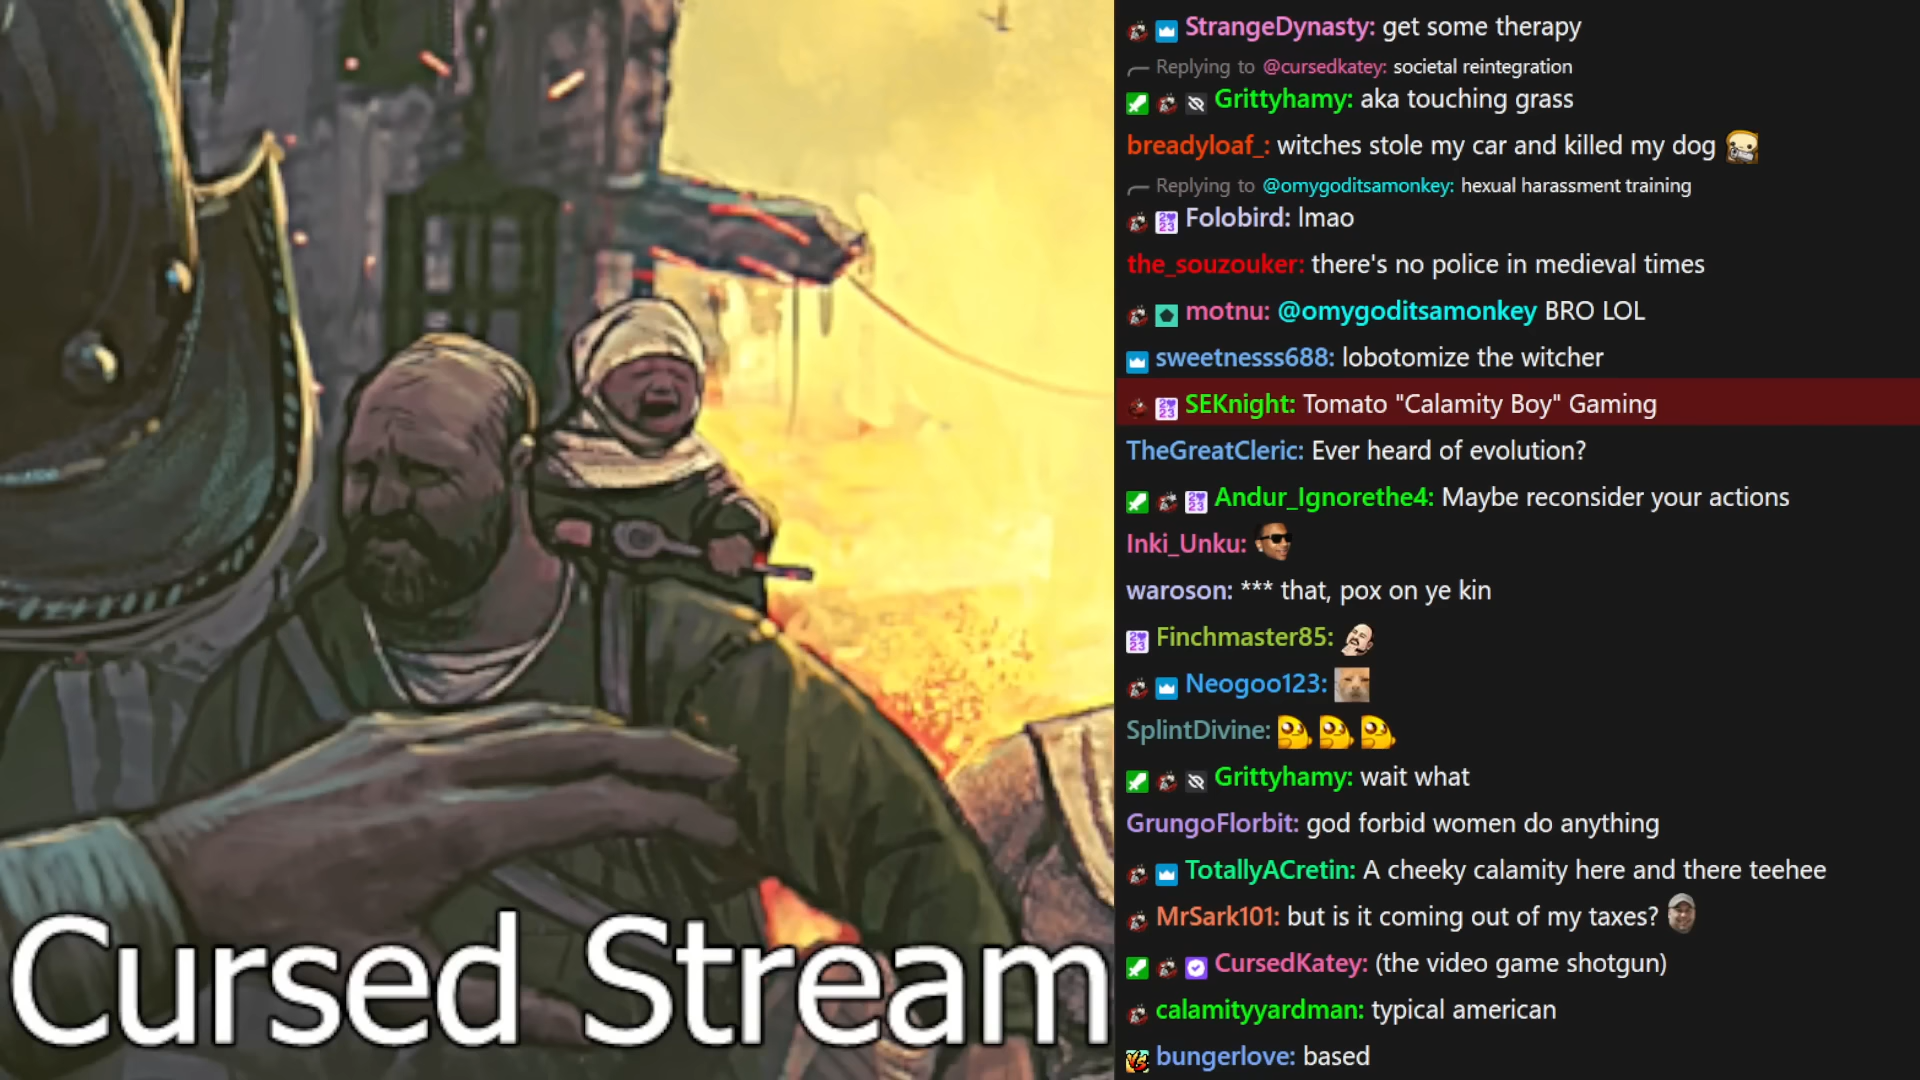 StrangeDynasty: get some therapy
Replying to @cursedkatey: societal reintegration
Grittyhamy: aka touching grass
breadyloaf_: witches stole my car and killed my dog
Replying to @omygoditsamonkey: hexual harassment training
Folobird: lmao
the_souzouker: there's no police in medieval times
motnu: @omygoditsamonkey BRO LOL
sweetnesss688: lobotomize the witcher
SEKnight: Tomato "Calamity Boy" Gaming
TheGreatCleric: Ever heard of evolution?
Andur_Ignorethe4: Maybe reconsider your actions
Inki_Unku:
waroson: *** that, pox on ye kin
Finchmaster85:
Neogoo123:
SplintDivine:
Grittyhamy: wait what
GrungoFlorbit: god forbid women do anything
TotallyACretin: A cheeky calamity here and there teehee
MrSark101: but is it coming out of my taxes?
CursedKatey: (the video game shotgun)
calamityyardman: typical american
bungerlove: based
Cursed Stream